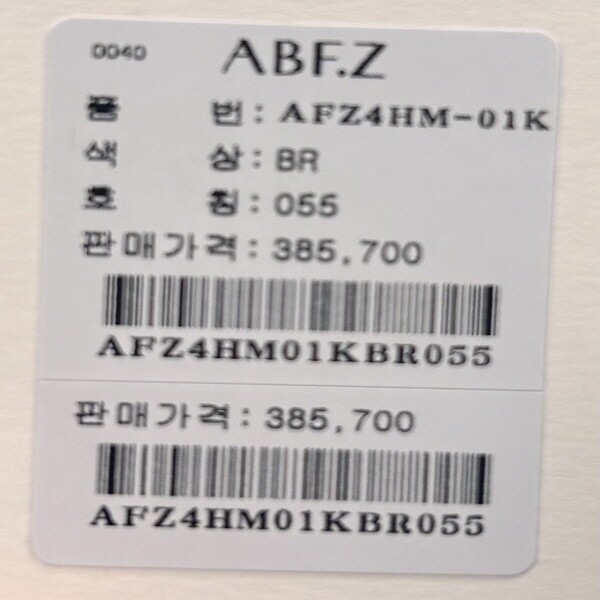 0040 ABF.Z
품 번 : AFZ4HM-01K
색 상 : BR
호 칭 : 055
판매가격 : 385,700
AFZ4HM01KBR055
판매가격 : 385,700
AFZ4HM01KBR055